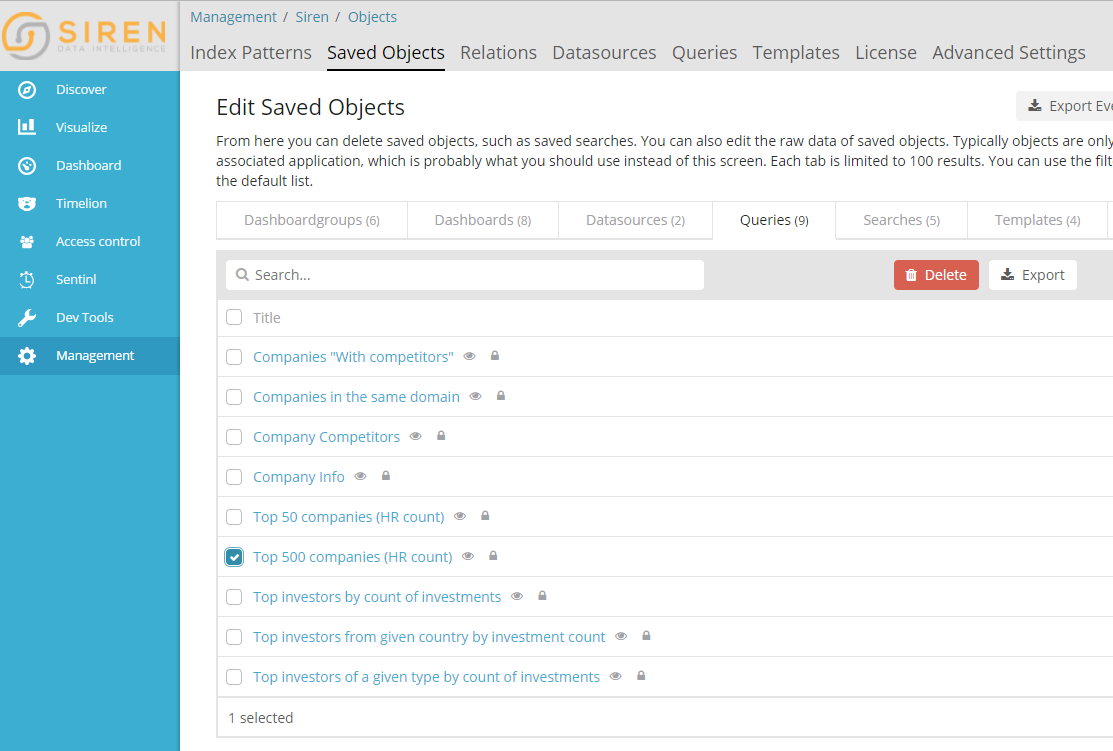 SIREN
DATA INTELLIGENCE
Discover
Visualize
Dashboard
Timelion
Access control
Sentinl
Dev Tools
Management
Management / Siren / Objects
Index Patterns Saved Objects Relations Datasources Queries Templates License Advanced Settings
Edit Saved Objects
Export Eve
From here you can delete saved objects, such as saved searches. You can also edit the raw data of saved objects. Typically objects are only
associated application, which is probably what you should use instead of this screen. Each tab is limited to 100 results. You can use the filt
the default list.
Dashboardgroups (6) Dashboards (8) Datasources (2) Queries (9) Searches (5) Templates (4)
Search... Delete Export
Title
Companies "With competitors"
Companies in the same domain
Company Competitors
Company Info
Top 50 companies (HR count)
Top 500 companies (HR count)
Top investors by count of investments
Top investors from given country by investment count
Top investors of a given type by count of investments
1 selected